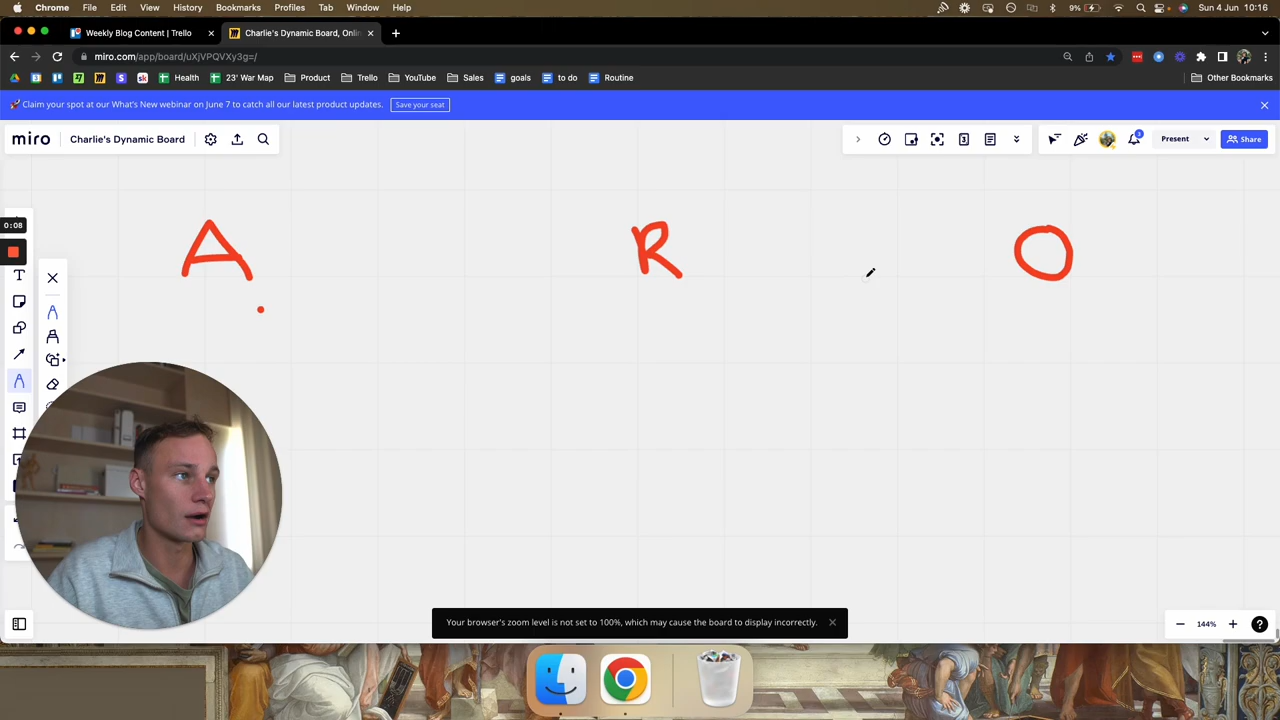 Chrome File Edit View History Bookmarks Profiles Tab Window Help 9% Sun 4 Jun 10:16
Weekly Blog Content | Trello Charlie's Dynamic Board, Onli
miro.com/app/board/uXjVPQVXy3g=/
Health 23' War Map Product Trello YouTube Sales goals to do Routine Other Bookmarks
🚀 Claim your spot at our What's New webinar on June 7 to catch all our latest product updates. Save your seat
miro Charlie's Dynamic Board 3 3 Present Share
0:08
A R O
T
Your browser's zoom level is not set to 100%, which may cause the board to display incorrectly.
144% ?